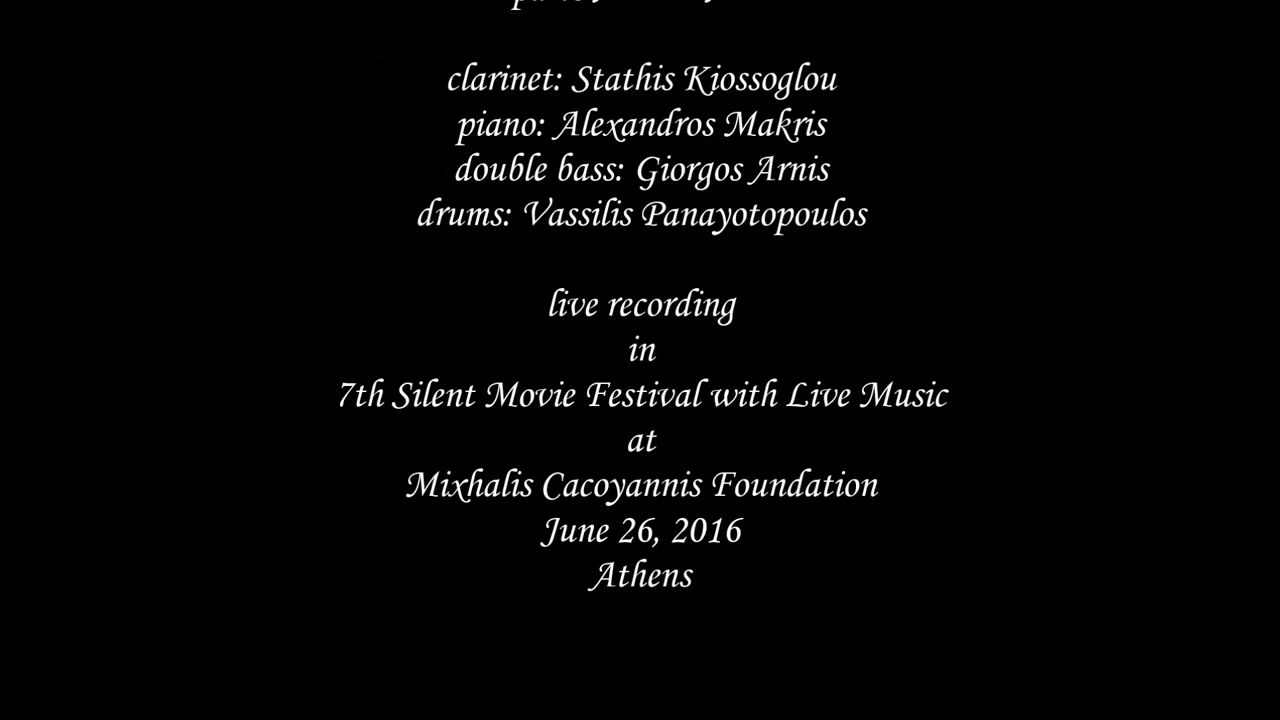 clarinet: Stathis Kiossoglou
piano: Alexandros Makris
double bass: Giorgos Arnis
drums: Vassilis Panayotopoulos
live recording
in
7th Silent Movie Festival with Live Music
at
Mixhalis Cacoyannis Foundation
June 26, 2016
Athens